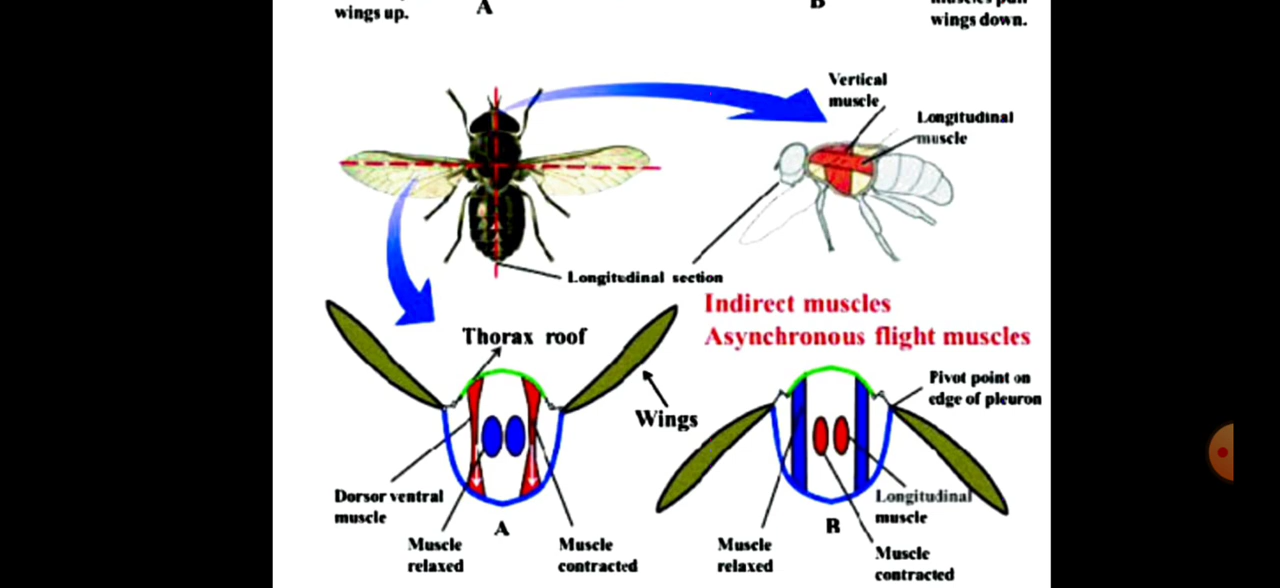 wings up.
A
B
wings down.
Vertical
muscle
Longitudinal
muscle
Longitudinal section
Indirect muscles
Asynchronous flight muscles
Thorax roof
Pivot point on
edge of pleuron
Wings
Dorsor ventral
muscle
A
Muscle
relaxed
Muscle
contracted
Longitudinal
muscle
B
Muscle
relaxed
Muscle
contracted